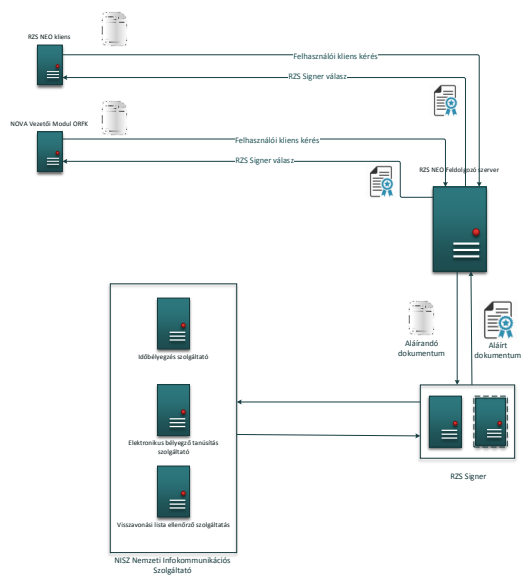 RZS NEO kliens
Felhasználói kliens kérés
RZS Signer válasz
NOVA Vezetői Modul ORFK
Felhasználói kliens kérés
RZS Signer válasz
RZS NEO Feldolgozó szerver
Aláírandó
dokumentum
Aláírt
dokumentum
Időbélyegzés szolgáltató
Elektronikus bélyegző tanúsítás
szolgáltató
RZS Signer
Visszavonási lista ellenőrző szolgáltatás
NISZ Nemzeti Infokommunikációs
Szolgáltató